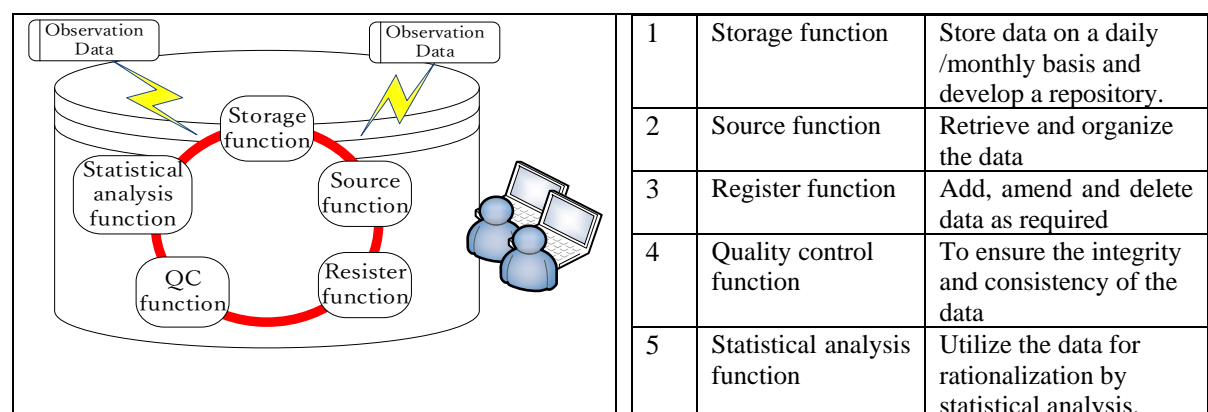 Observation
Data
Observation
Data
Storage
function
Statistical
analysis
function
Source
function
QC
function
Resister
function
1 Storage function Store data on a daily
/monthly basis and
develop a repository.
2 Source function Retrieve and organize
the data
3 Register function Add, amend and delete
data as required
4 Quality control To ensure the integrity
function and consistency of the
data
5 Statistical analysis Utilize the data for
function rationalization by
statistical analysis.